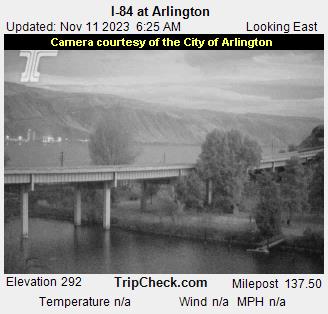 I-84 at Arlington
Updated: Nov 11 2023 6:25 AM Looking East
Camera courtesy of the City of Arlington
Elevation 292 TripCheck.com Milepost 137.50
Temperature n/a Wind n/a MPH n/a